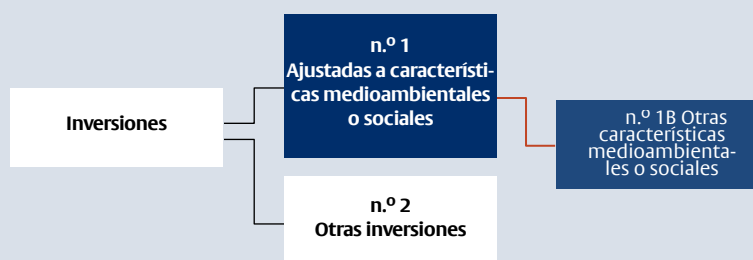 Inversiones
n.º 1
Ajustadas a característi-
cas medioambientales
o sociales
n.º 1B Otras
características
medioambienta-
les o sociales
n.º 2
Otras inversiones